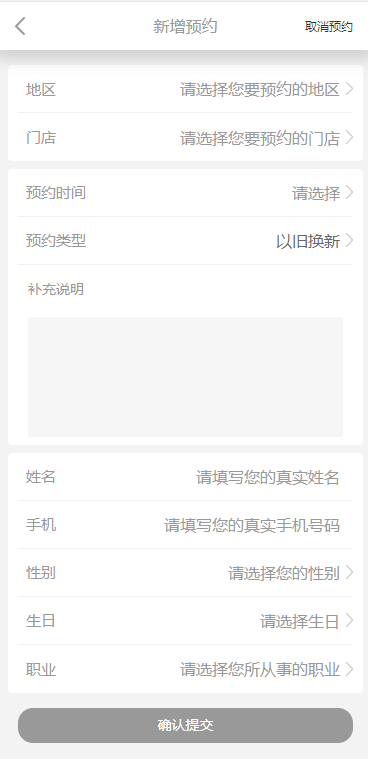 新增预约 取消预约
地区 请选择您要预约的地区
门店 请选择您要预约的门店
预约时间 请选择
预约类型 以旧换新
补充说明
姓名 请填写您的真实姓名
手机 请填写您的真实手机号码
性别 请选择您的性别
生日 请选择生日
职业 请选择您所从事的职业
确认提交